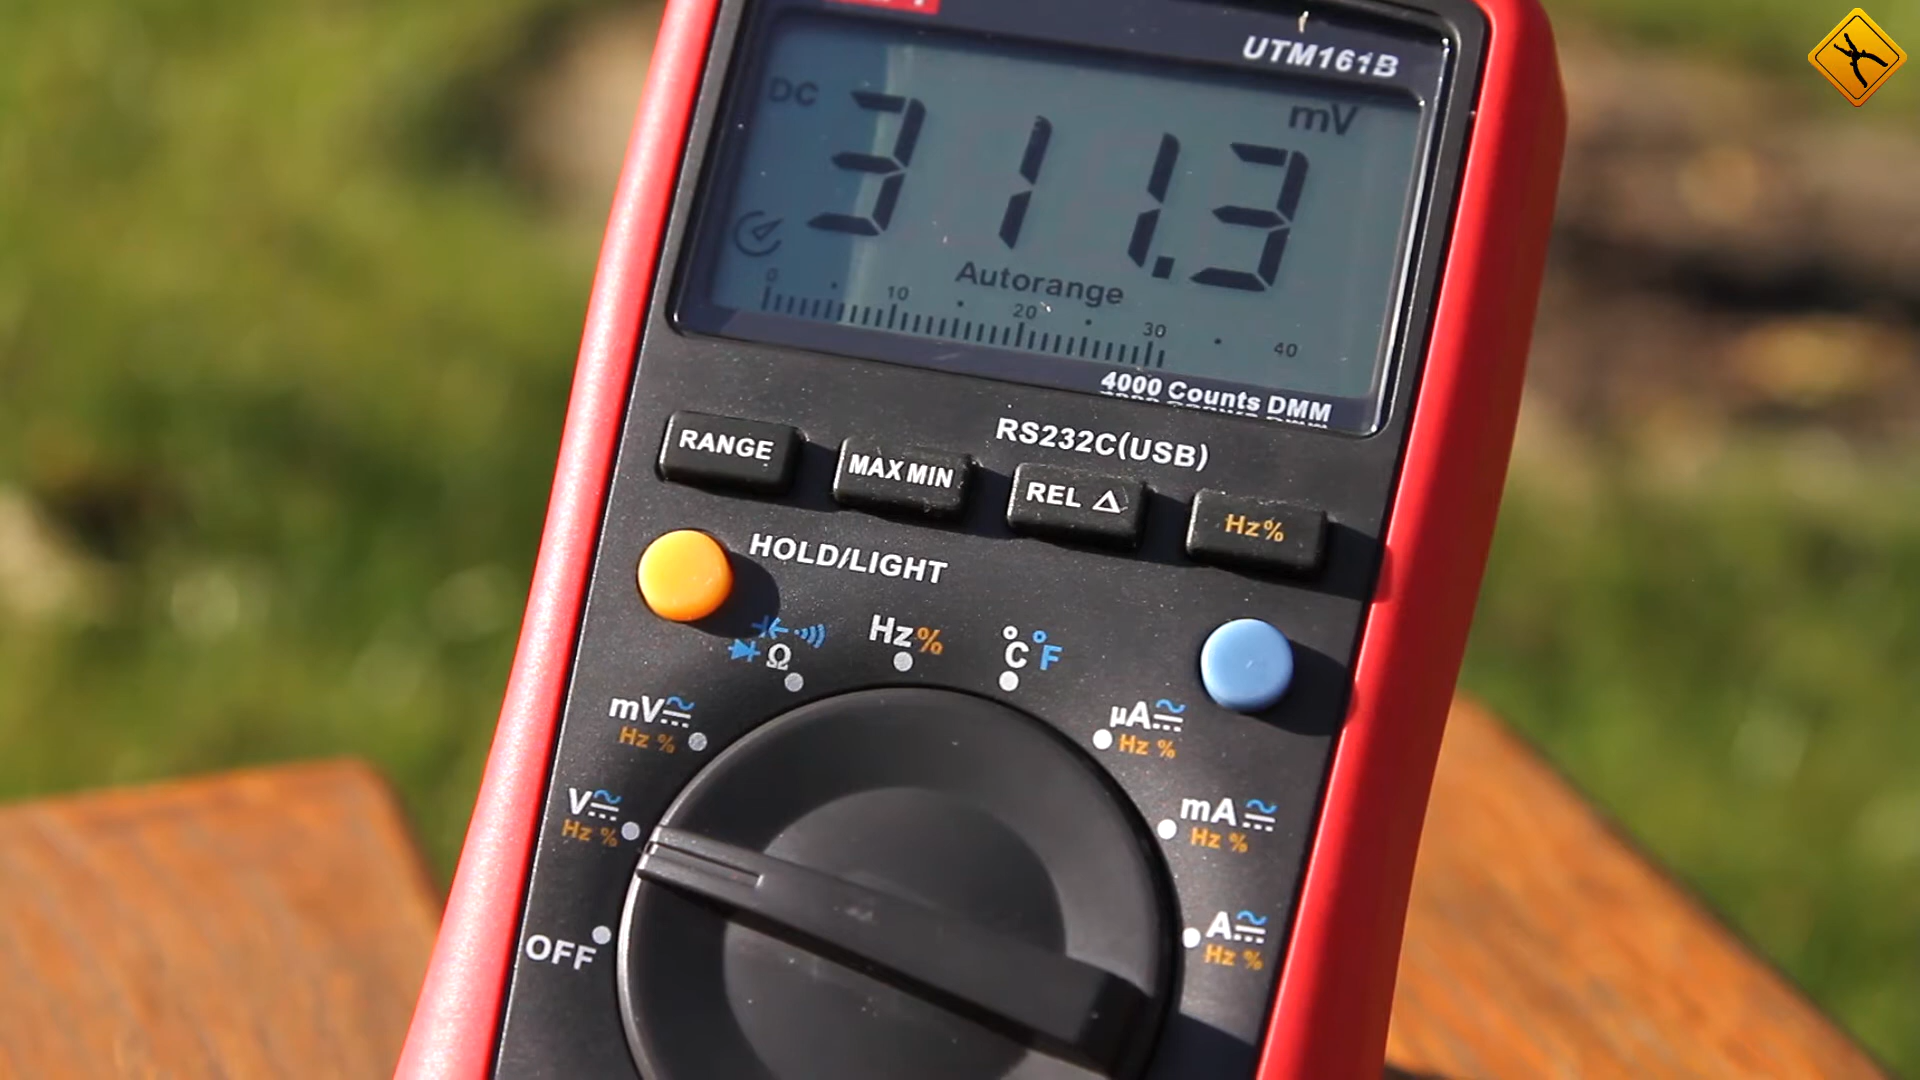 UTM161B
DC
mV
311.3
Autorange
0 10 20 30 40
4000 Counts DMM
RS232C(USB)
RANGE
MAX MIN
REL △
Hz%
HOLD/LIGHT
Ω
Hz%
°C °F
mV
Hz %
µA
Hz %
V
Hz %
mA
Hz %
OFF
A
Hz %